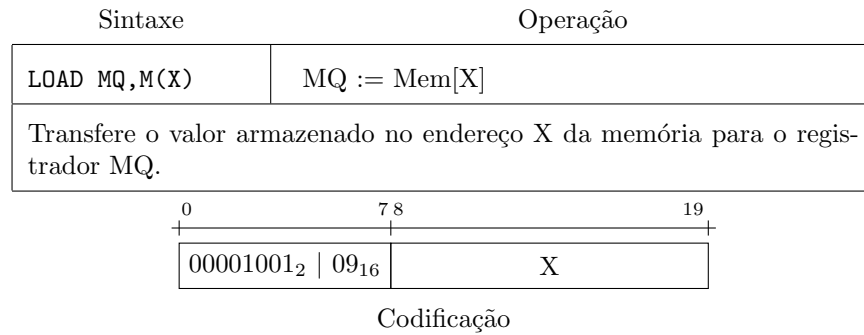 Sintaxe Operação
LOAD MQ,M(X) MQ := Mem[X]
Transfere o valor armazenado no endereço X da memória para o regis-
trador MQ.
0 7 8 19
00001001₂ | 09₁₆ X
Codificação